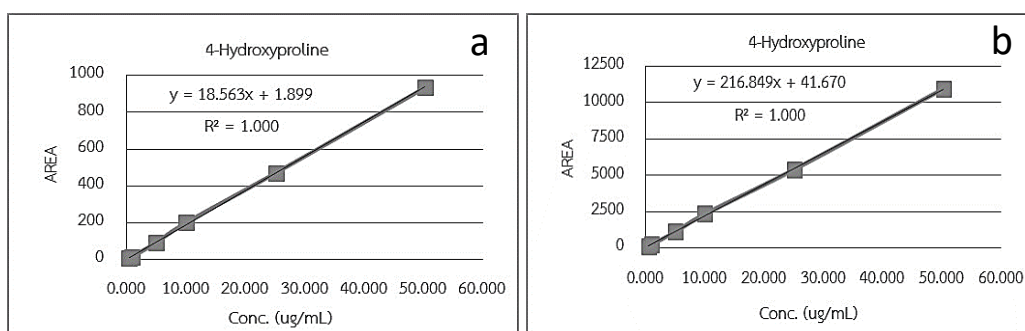 a
4-Hydroxyproline
1000
800
600
400
200
0
AREA
y = 18.563x + 1.899
R² = 1.000
0.000 10.000 20.000 30.000 40.000 50.000 60.000
Conc. (ug/mL)
b
4-Hydroxyproline
12500
10000
7500
5000
2500
0
AREA
y = 216.849x + 41.670
R² = 1.000
0.000 10.000 20.000 30.000 40.000 50.000 60.000
Conc. (ug/mL)